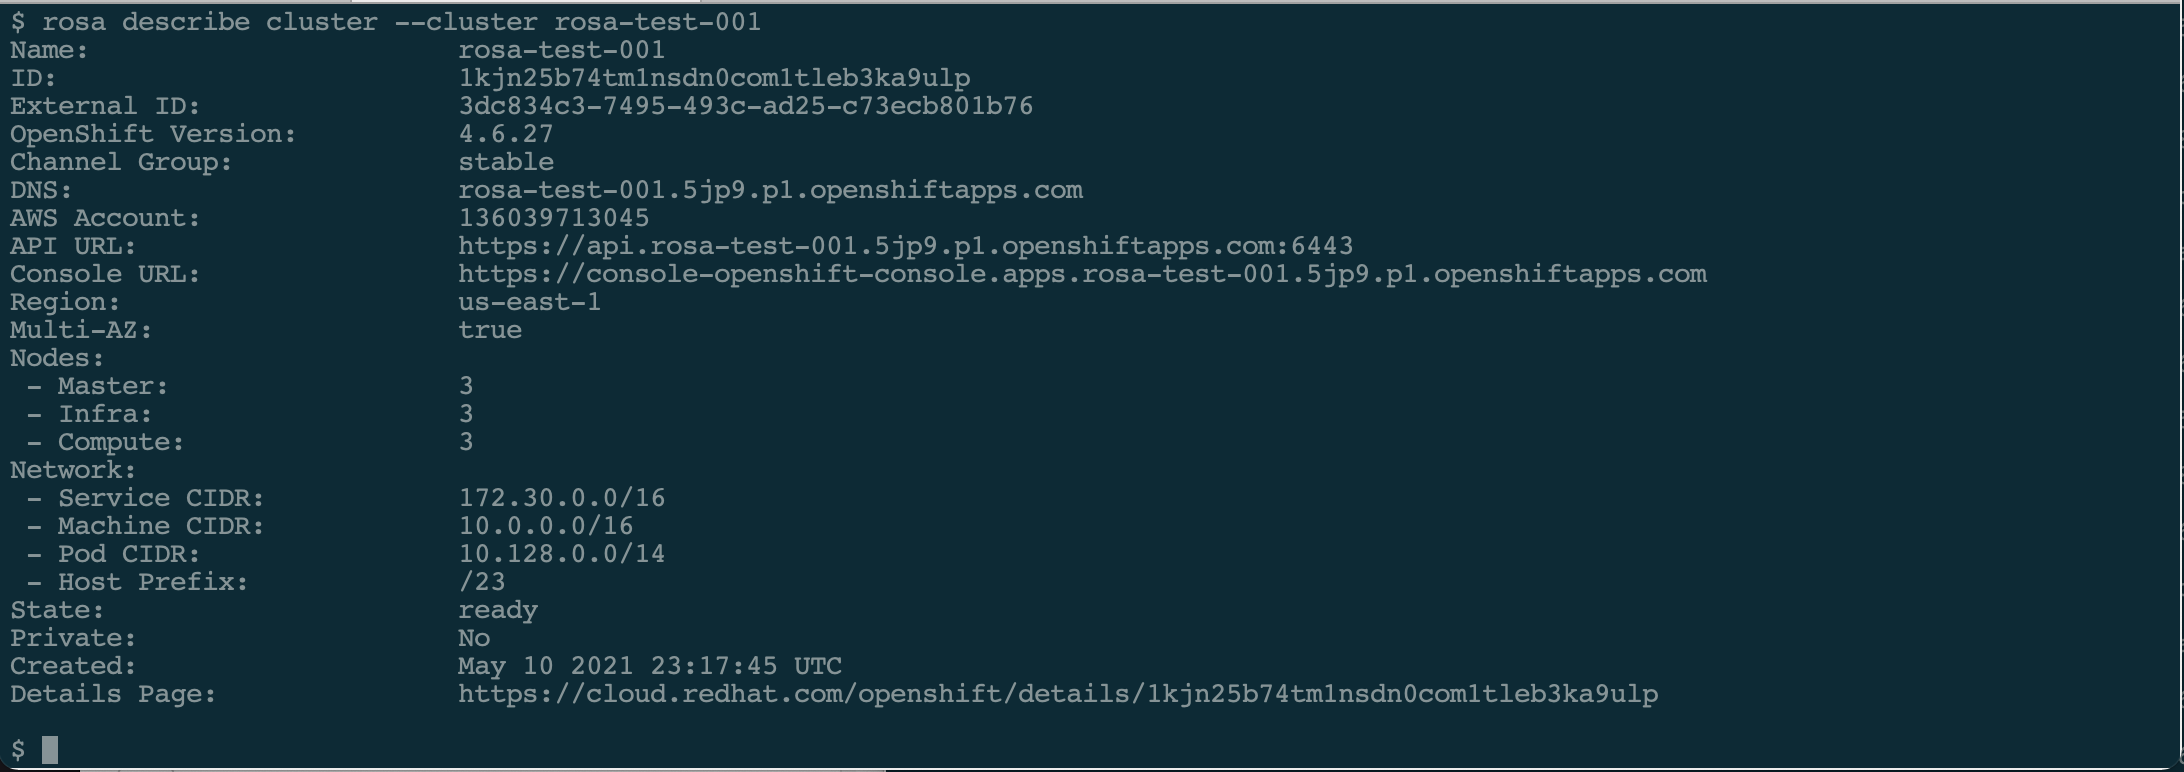 $ rosa describe cluster --cluster rosa-test-001
Name: rosa-test-001
ID: 1kjn25b74tm1nsdn0com1tleb3ka9ulp
External ID: 3dc834c3-7495-493c-ad25-c73ecb801b76
OpenShift Version: 4.6.27
Channel Group: stable
DNS: rosa-test-001.5jp9.p1.openshiftapps.com
AWS Account: 136039713045
API URL: https://api.rosa-test-001.5jp9.p1.openshiftapps.com:6443
Console URL: https://console-openshift-console.apps.rosa-test-001.5jp9.p1.openshiftapps.com
Region: us-east-1
Multi-AZ: true
Nodes:
- Master: 3
- Infra: 3
- Compute: 3
Network:
- Service CIDR: 172.30.0.0/16
- Machine CIDR: 10.0.0.0/16
- Pod CIDR: 10.128.0.0/14
- Host Prefix: /23
State: ready
Private: No
Created: May 10 2021 23:17:45 UTC
Details Page: https://cloud.redhat.com/openshift/details/1kjn25b74tm1nsdn0com1tleb3ka9ulp
$